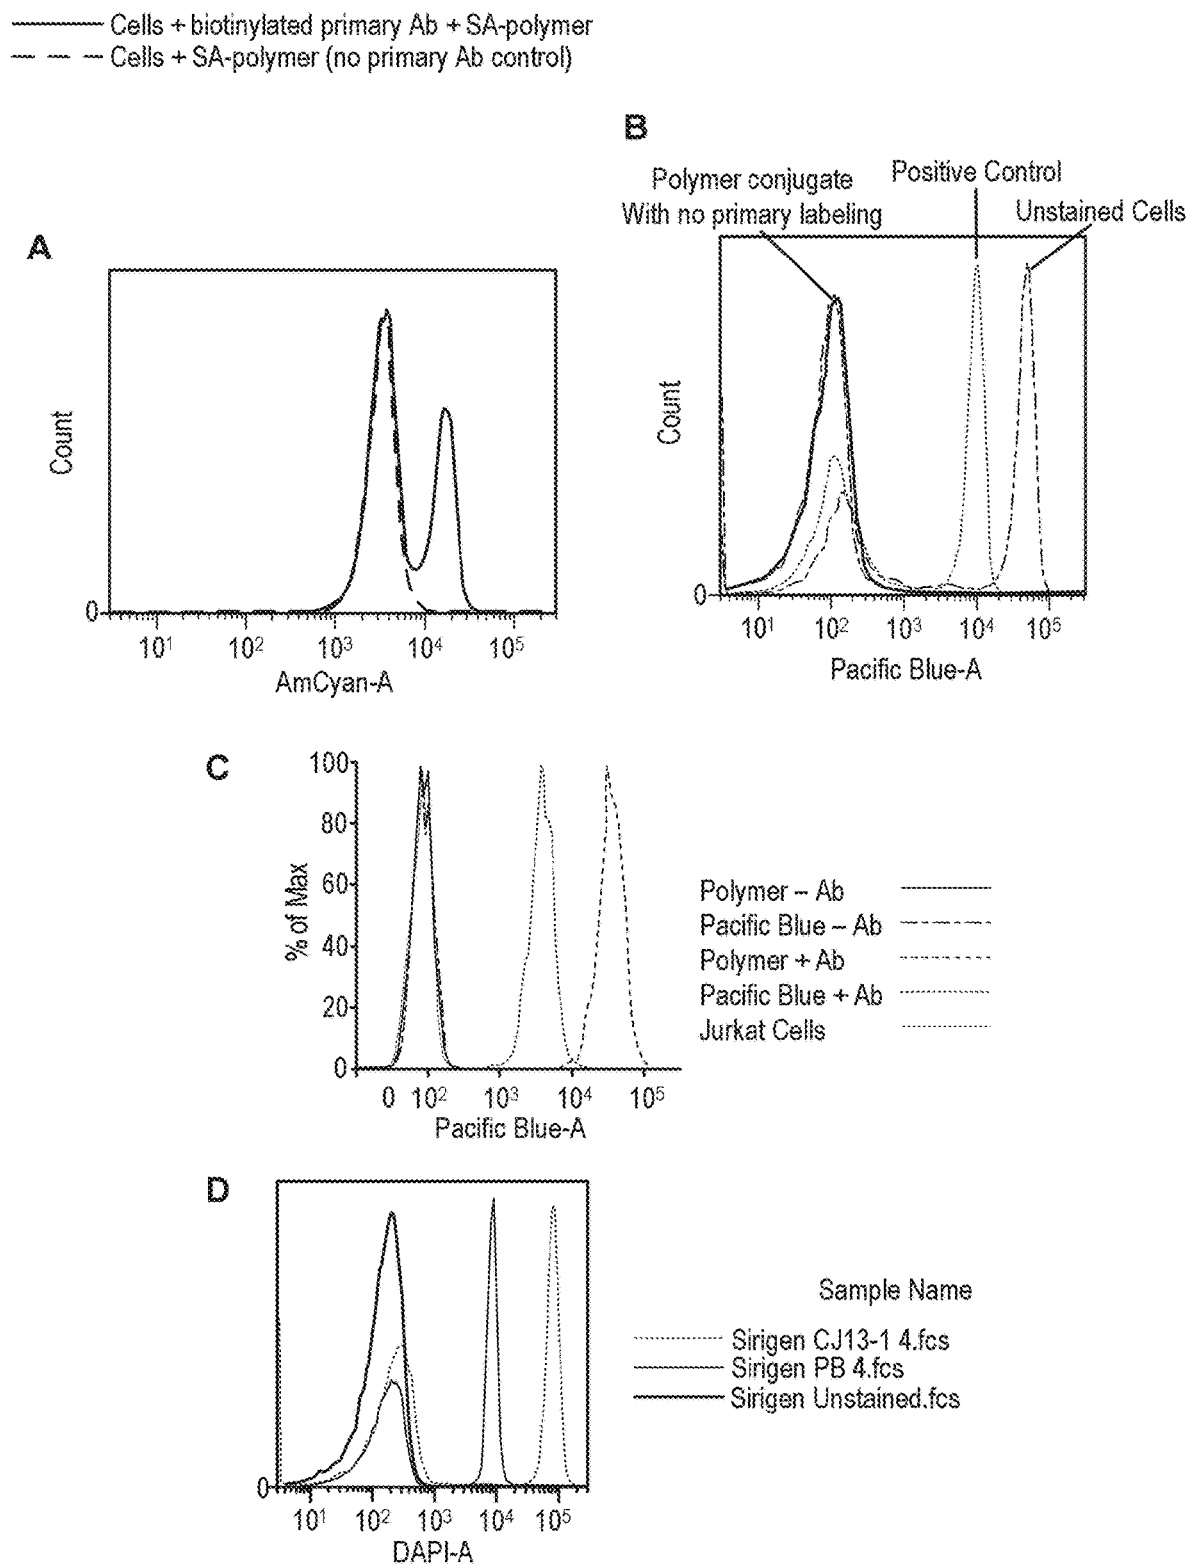 Cells + biotinylated primary Ab + SA-polymer
Cells + SA-polymer (no primary Ab control)
A
Count
0
10¹ 10² 10³ 10⁴ 10⁵
AmCyan-A
B
Polymer conjugate
With no primary labeling
Positive Control
Unstained Cells
Count
0
10¹ 10² 10³ 10⁴ 10⁵
Pacific Blue-A
C
% of Max
100
80
60
40
20
0
0 10² 10³ 10⁴ 10⁵
Pacific Blue-A
Polymer – Ab
Pacific Blue – Ab
Polymer + Ab
Pacific Blue + Ab
Jurkat Cells
D
0
10¹ 10² 10³ 10⁴ 10⁵
DAPI-A
Sample Name
Sirigen CJ13-1 4.fcs
Sirigen PB 4.fcs
Sirigen Unstained.fcs